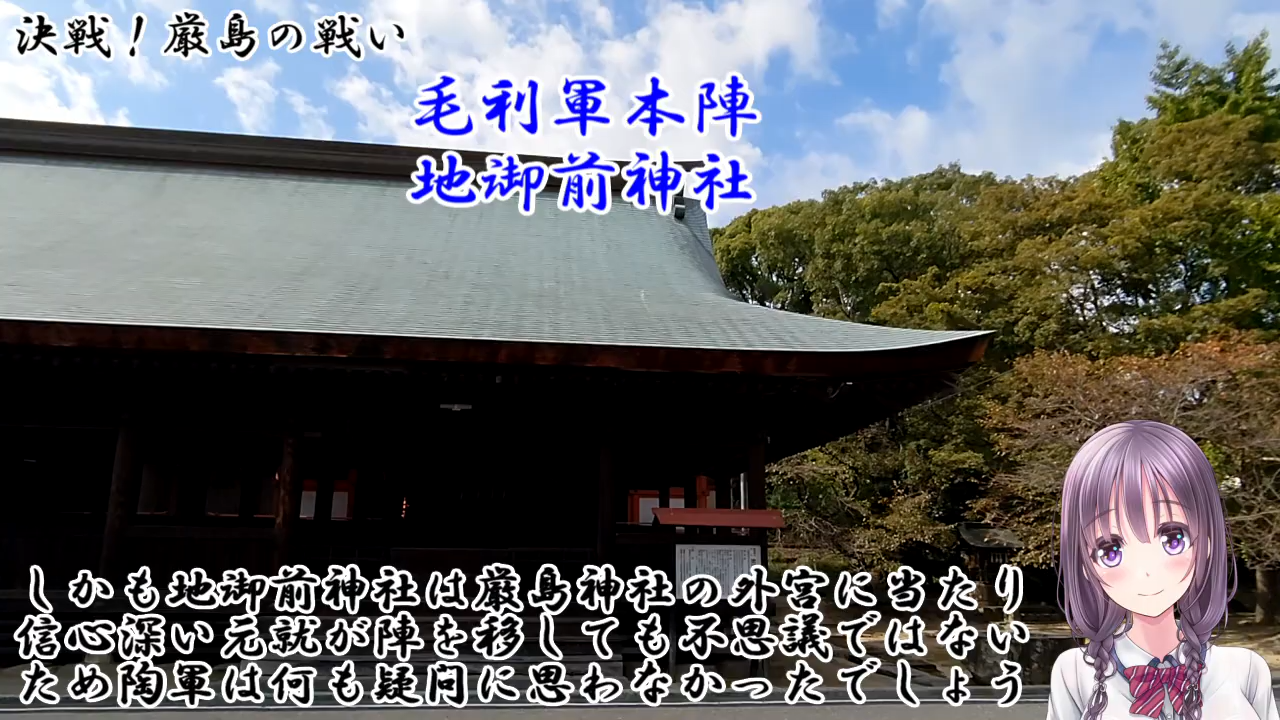 決戦！厳島の戦い
毛利軍本陣
地御前神社
しかも地御前神社は厳島神社の外宮に当たり
信心深い元就が陣を移しても不思議ではない
ため陶軍は何も疑問に思わなかったでしょう